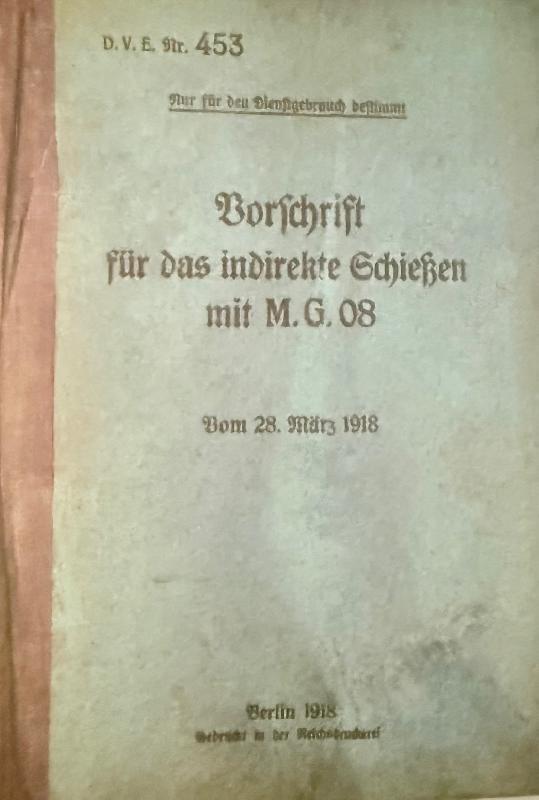 D. V. E. Nr. 453
Nur für den Dienstgebrauch bestimmt
Vorschrift
für das indirekte Schießen
mit M. G. 08
Vom 28. März 1918
Berlin 1918
Gedruckt in der Reichsdruckerei